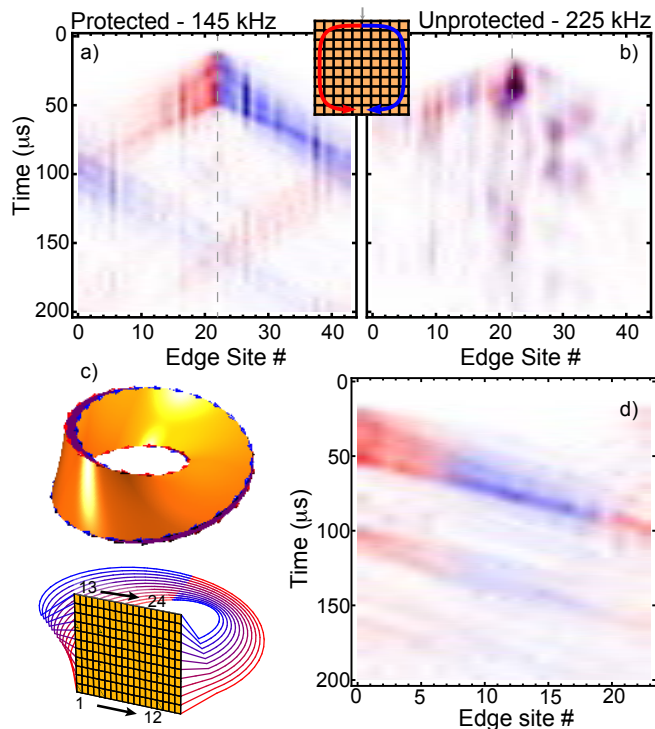 Protected - 145 kHz
Unprotected - 225 kHz
a)
b)
0
50
100
150
200
Time (μs)
0 10 20 30 40
Edge Site #
0 10 20 30 40
Edge Site #
c)
13
24
1
12
d)
0
50
100
150
200
Time (μs)
0 5 10 15 20
Edge site #